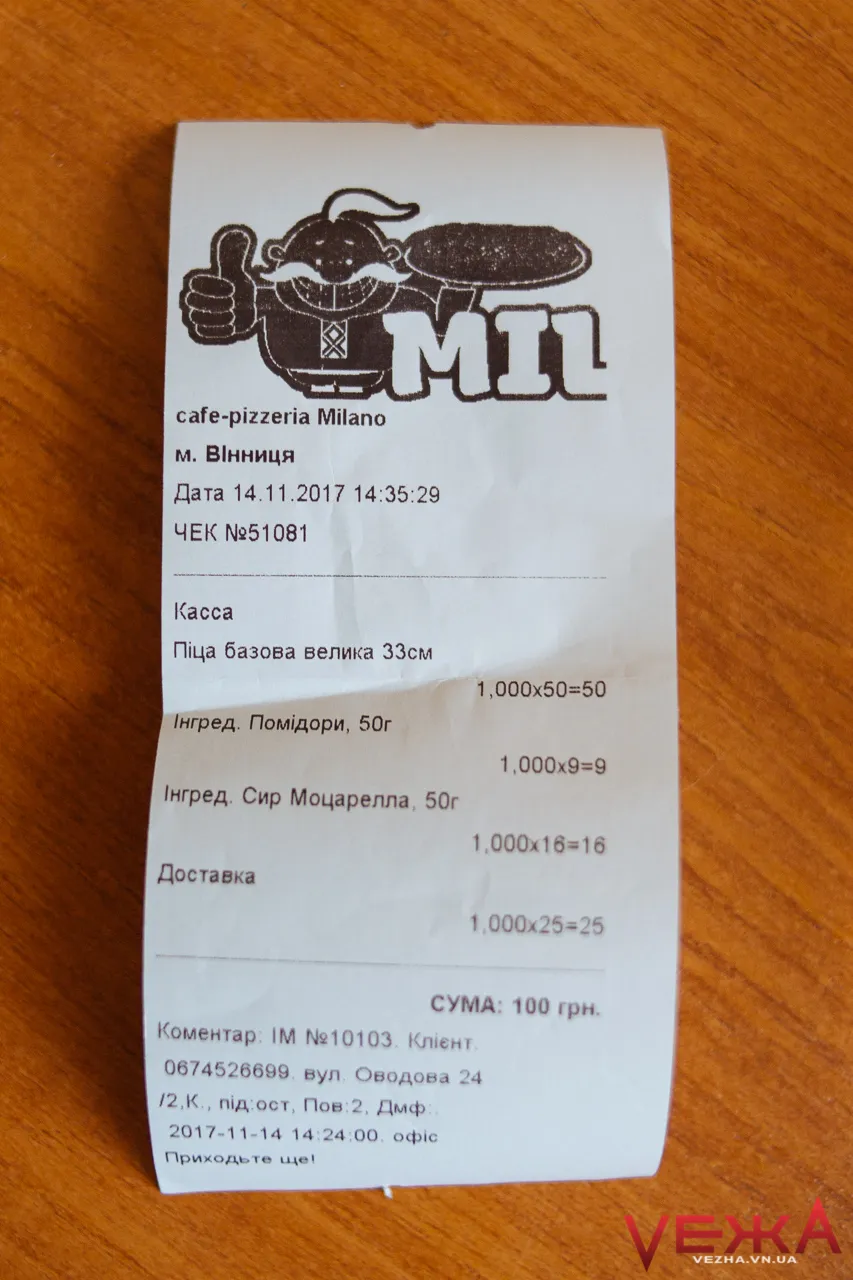 MIL
cafe-pizzeria Milano
м. ВІнниця
Дата 14.11.2017 14:35:29
ЧЕК №51081
Касса
Піца базова велика 33см
1,000x50=50
Інгред. Помідори, 50г
1,000x9=9
Інгред. Сир Моцарелла, 50г
1,000x16=16
Доставка
1,000x25=25
СУМА: 100 грн.
Коментар: ІМ №10103. Клієнт.
0674526699. вул. Оводова 24
/2,К., під:ост, Пов:2, Дмф:.
2017-11-14 14:24:00. офіс
Приходьте ще!
VЕЖА
VEZHA.VN.UA